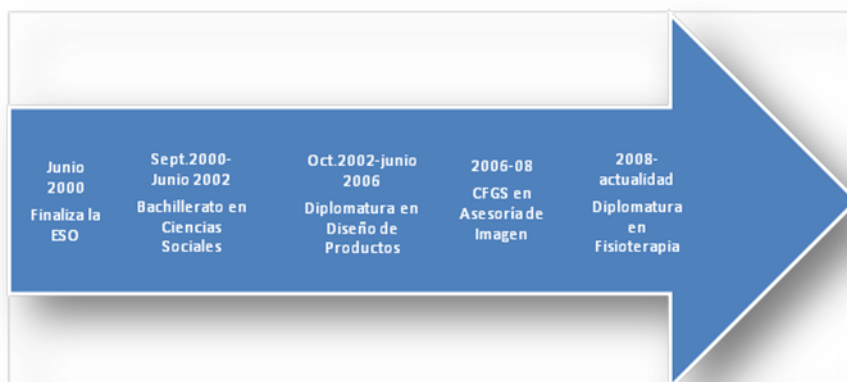 Junio
2000
Finaliza la
ESO
Sept.2000-
Junio 2002
Bachillerato en
Ciencias
Sociales
Oct.2002-junio
2006
Diplomatura en
Diseño de
Productos
2006-08
CFGS en
Asesoría de
Imagen
2008-
actualidad
Diplomatura
en
Fisioterapia